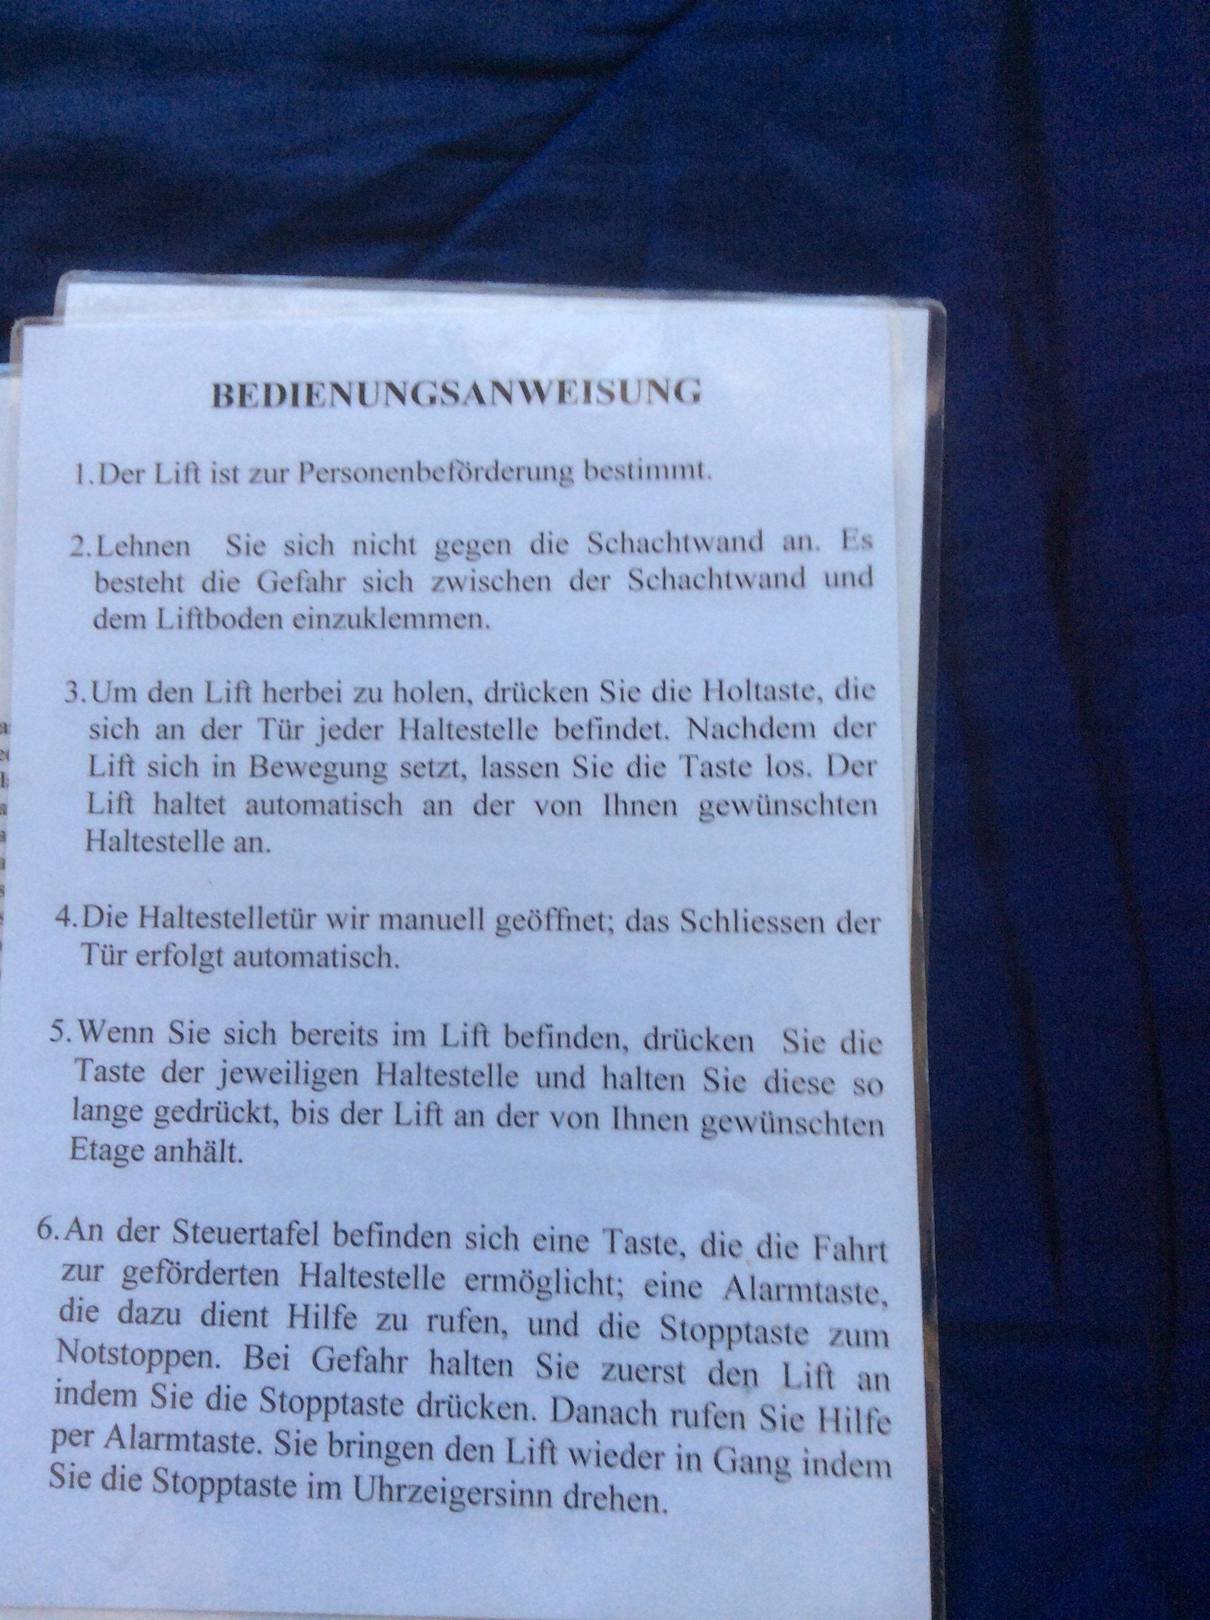 BEDIENUNGSANWEISUNG
1.Der Lift ist zur Personenbeförderung bestimmt.
2.Lehnen Sie sich nicht gegen die Schachtwand an. Es
besteht die Gefahr sich zwischen der Schachtwand und
dem Liftboden einzuklemmen.
3.Um den Lift herbei zu holen, drücken Sie die Holtaste, die
sich an der Tür jeder Haltestelle befindet. Nachdem der
Lift sich in Bewegung setzt, lassen Sie die Taste los. Der
Lift haltet automatisch an der von Ihnen gewünschten
Haltestelle an.
4.Die Haltestelletür wir manuell geöffnet; das Schliessen der
Tür erfolgt automatisch.
5.Wenn Sie sich bereits im Lift befinden, drücken Sie die
Taste der jeweiligen Haltestelle und halten Sie diese so
lange gedrückt, bis der Lift an der von Ihnen gewünschten
Etage anhält.
6.An der Steuertafel befinden sich eine Taste, die die Fahrt
zur geförderten Haltestelle ermöglicht; eine Alarmtaste,
die dazu dient Hilfe zu rufen, und die Stopptaste zum
Notstoppen. Bei Gefahr halten Sie zuerst den Lift an
indem Sie die Stopptaste drücken. Danach rufen Sie Hilfe
per Alarmtaste. Sie bringen den Lift wieder in Gang indem
Sie die Stopptaste im Uhrzeigersinn drehen.